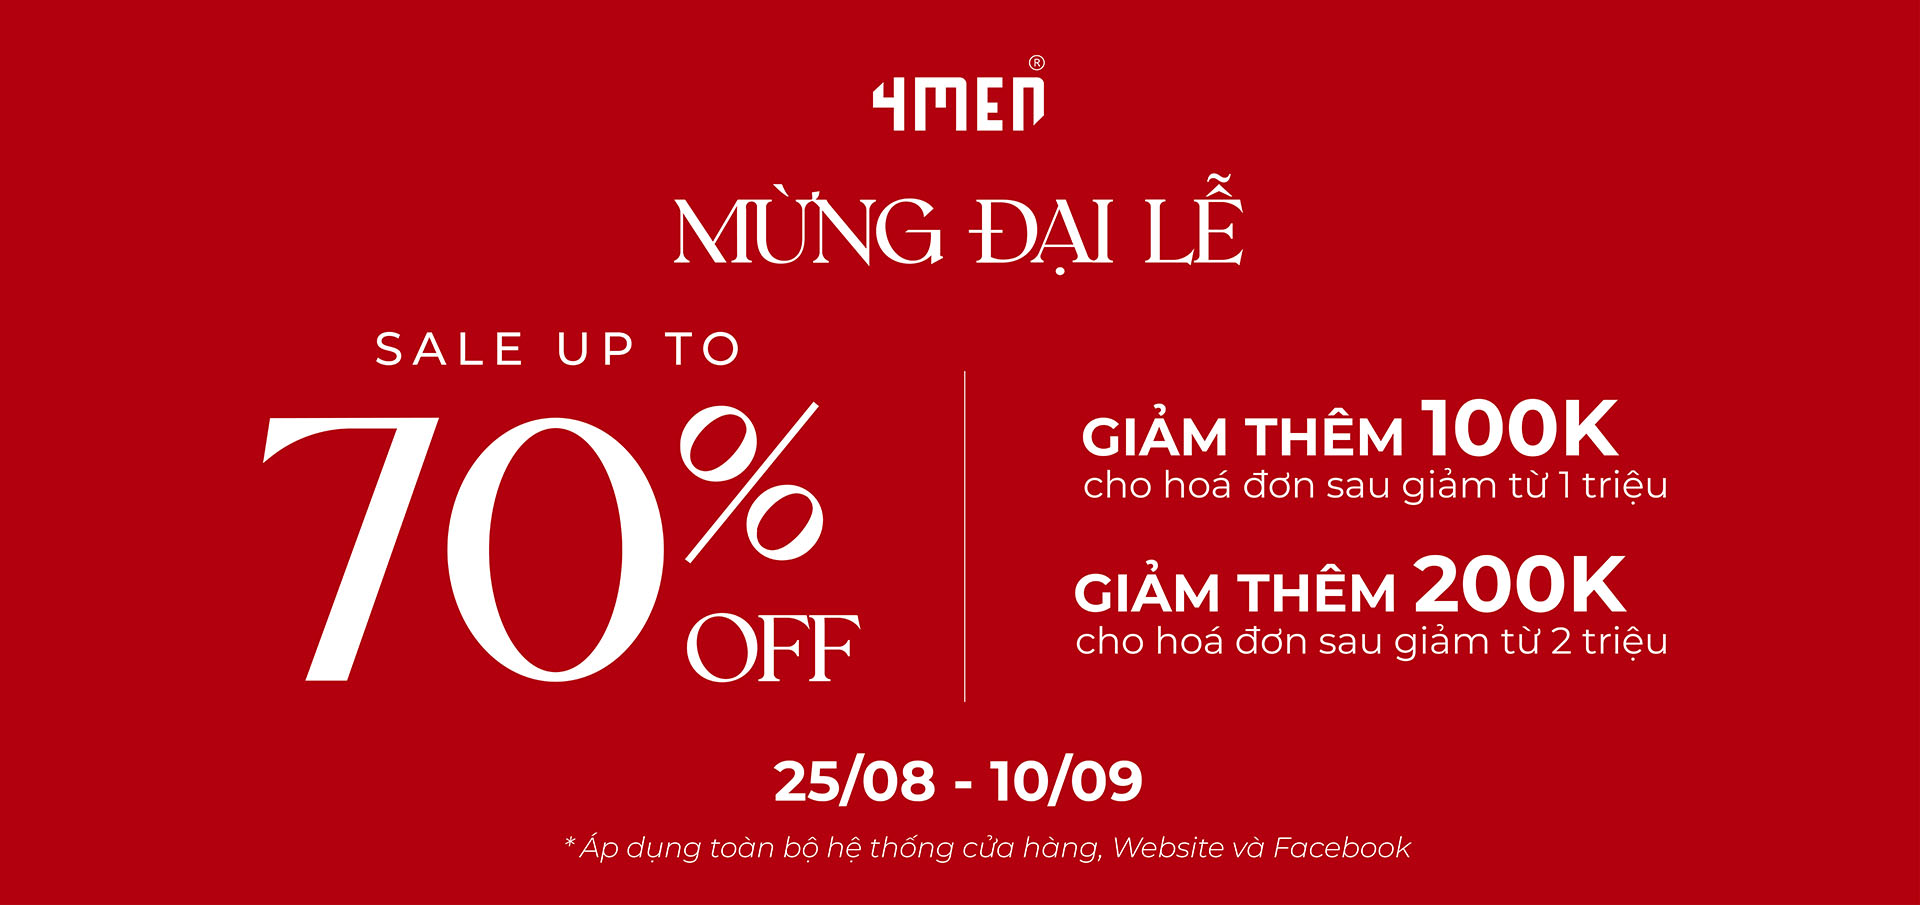 4MEN®
MỪNG ĐẠI LỄ
SALE UP TO
70%
OFF
GIẢM THÊM 100K
cho hoá đơn sau giảm từ 1 triệu
GIẢM THÊM 200K
cho hoá đơn sau giảm từ 2 triệu
25/08 - 10/09
* Áp dụng toàn bộ hệ thống cửa hàng, Website và Facebook